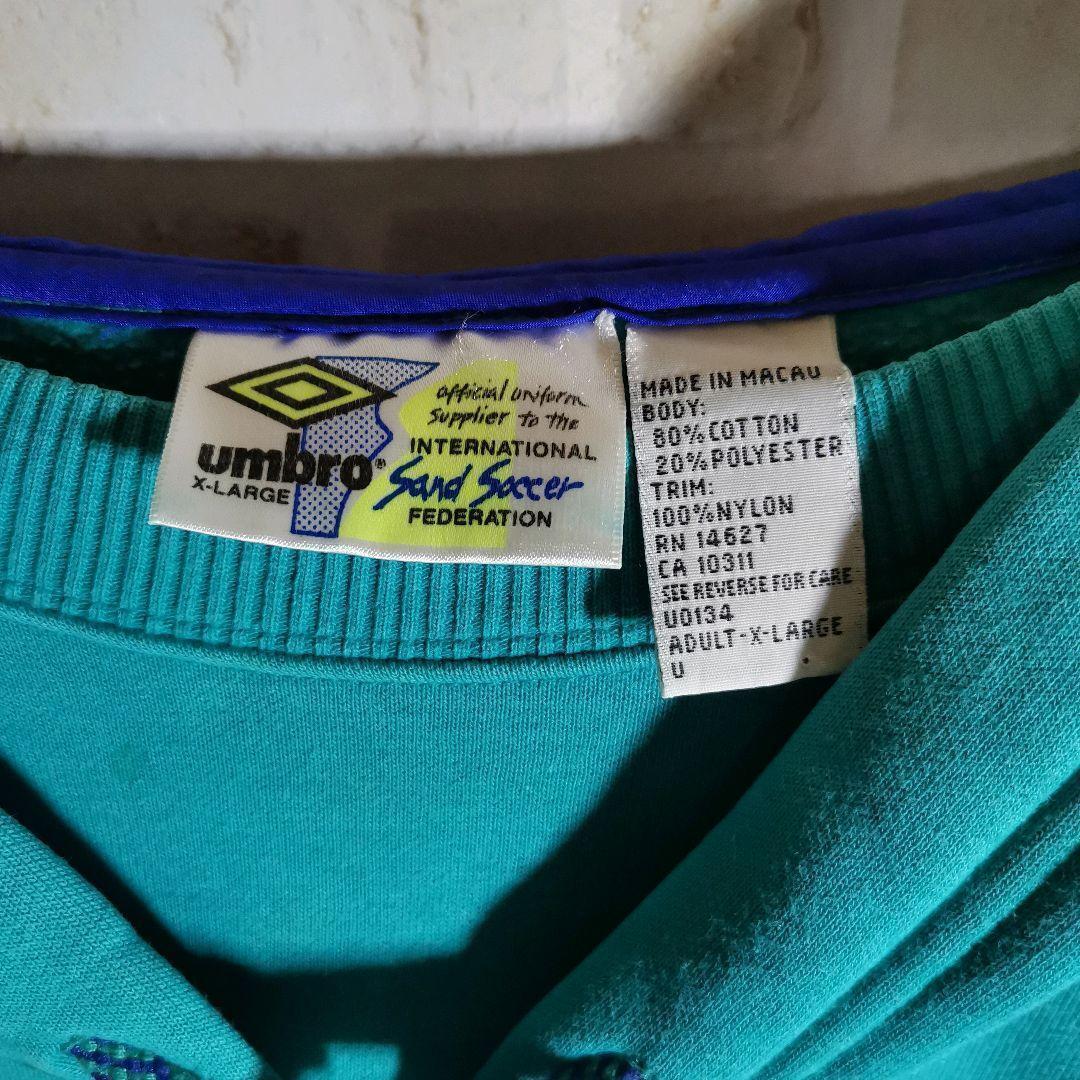 official uniform
supplier to the
INTERNATIONAL
Sand Soccer
FEDERATION
umbro®
X-LARGE
MADE IN MACAU
BODY:
80% COTTON
20% POLYESTER
TRIM:
100% NYLON
RN 14627
CA 10311
SEE REVERSE FOR CARE
U0134
ADULT-X-LARGE
U